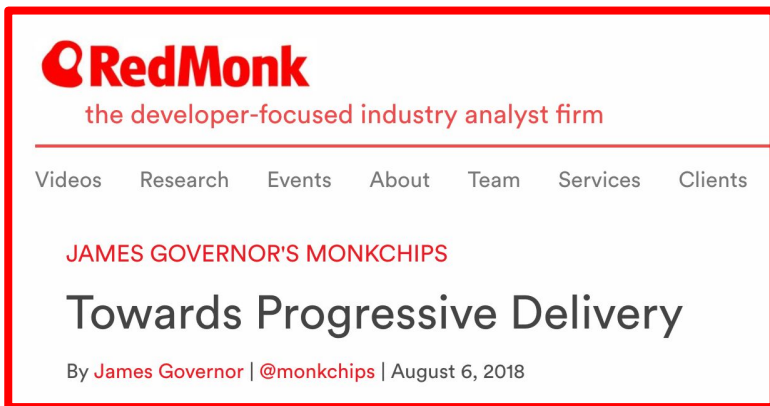 RedMonk
the developer-focused industry analyst firm
Videos Research Events About Team Services Clients
JAMES GOVERNOR'S MONKCHIPS
Towards Progressive Delivery
By James Governor | @monkchips | August 6, 2018